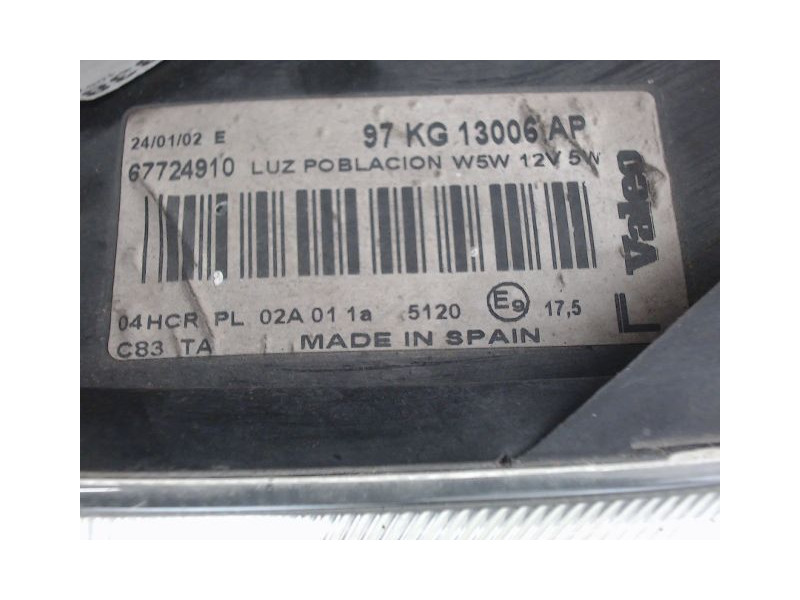 24/01/02 E 97 KG 13006 AP
67724910 LUZ POBLACION W5W 12V 5W
Valeo
04 HCR PL 02A 01 1a 5120 E9 17,5
L
C83 TA MADE IN SPAIN